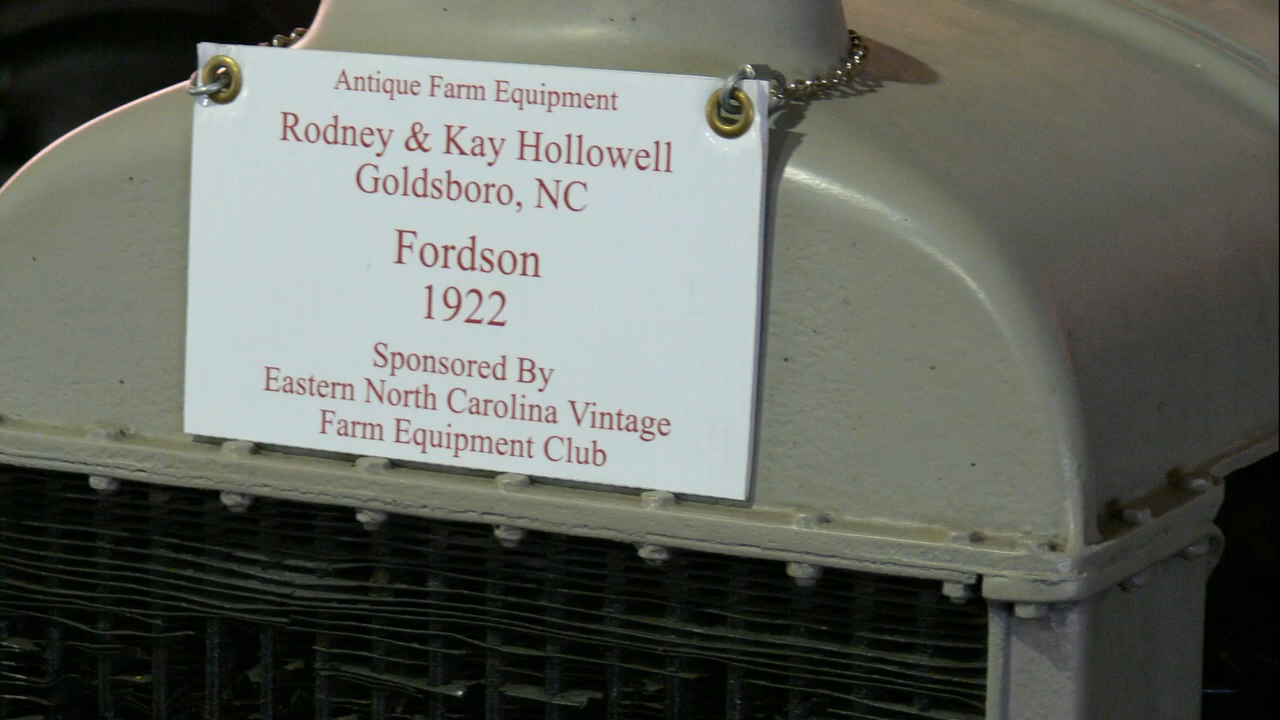 Antique Farm Equipment
Rodney & Kay Hollowell
Goldsboro, NC
Fordson
1922
Sponsored By
Eastern North Carolina Vintage
Farm Equipment Club